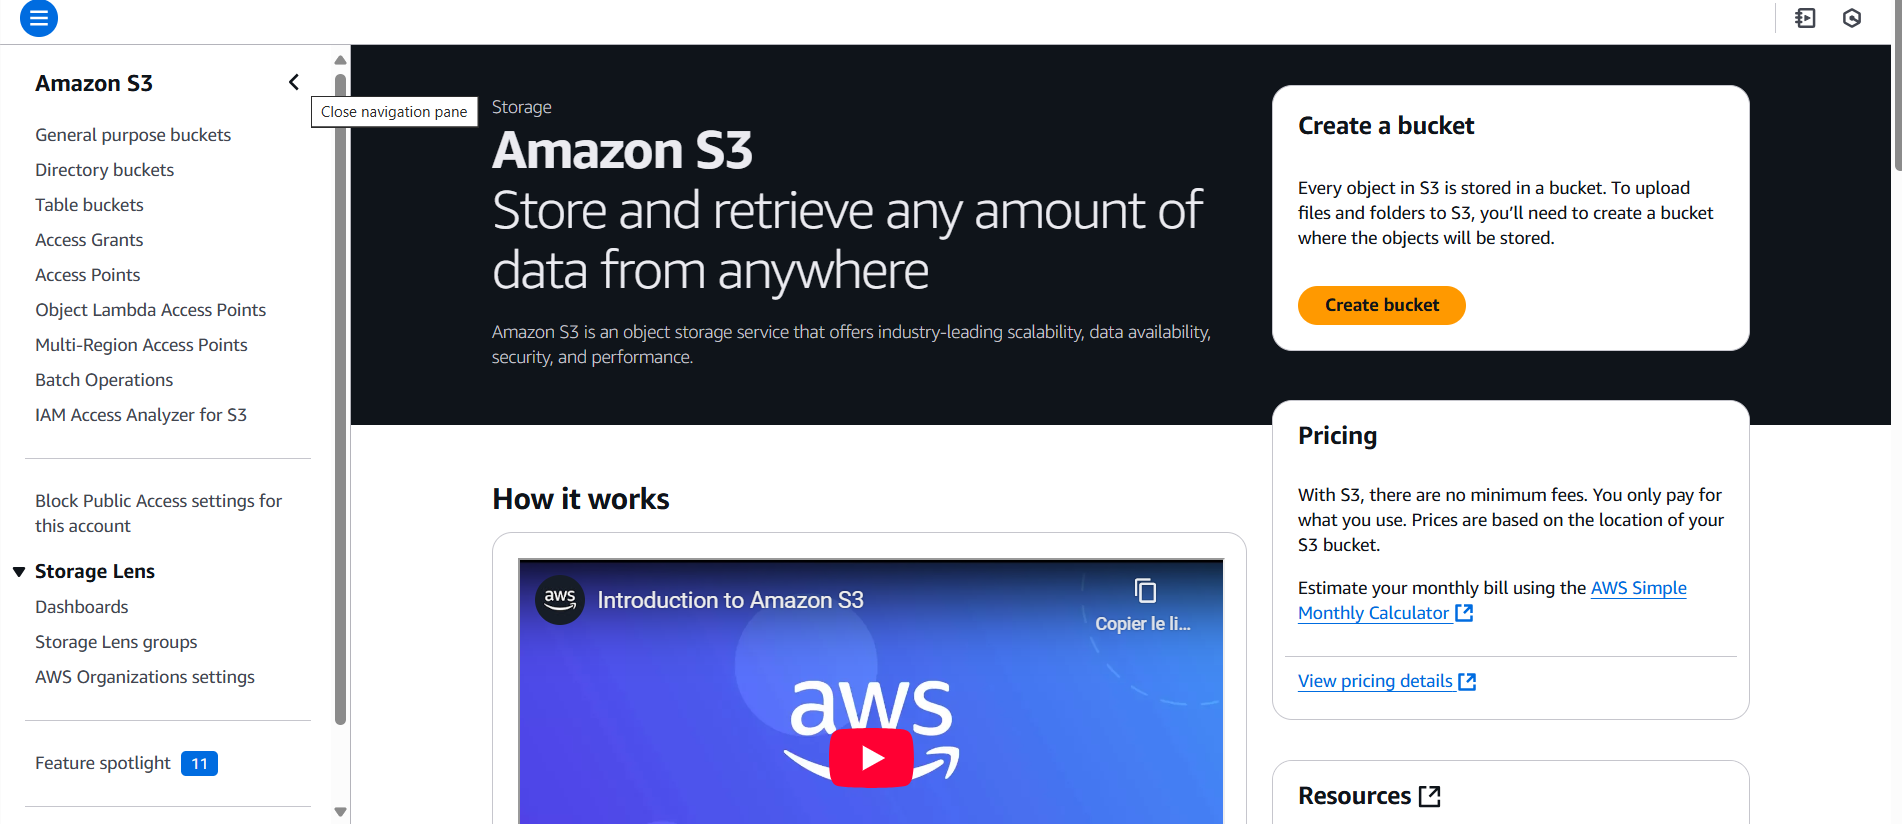 Amazon S3
Close navigation pane
General purpose buckets
Directory buckets
Table buckets
Access Grants
Access Points
Object Lambda Access Points
Multi-Region Access Points
Batch Operations
IAM Access Analyzer for S3
Block Public Access settings for
this account
Storage Lens
Dashboards
Storage Lens groups
AWS Organizations settings
Feature spotlight 11
Storage
Amazon S3
Store and retrieve any amount of
data from anywhere
Amazon S3 is an object storage service that offers industry-leading scalability, data availability,
security, and performance.
How it works
aws Introduction to Amazon S3
Copier le li...
aws
Create a bucket
Every object in S3 is stored in a bucket. To upload
files and folders to S3, you’ll need to create a bucket
where the objects will be stored.
Create bucket
Pricing
With S3, there are no minimum fees. You only pay for
what you use. Prices are based on the location of your
S3 bucket.
Estimate your monthly bill using the AWS Simple
Monthly Calculator
View pricing details
Resources